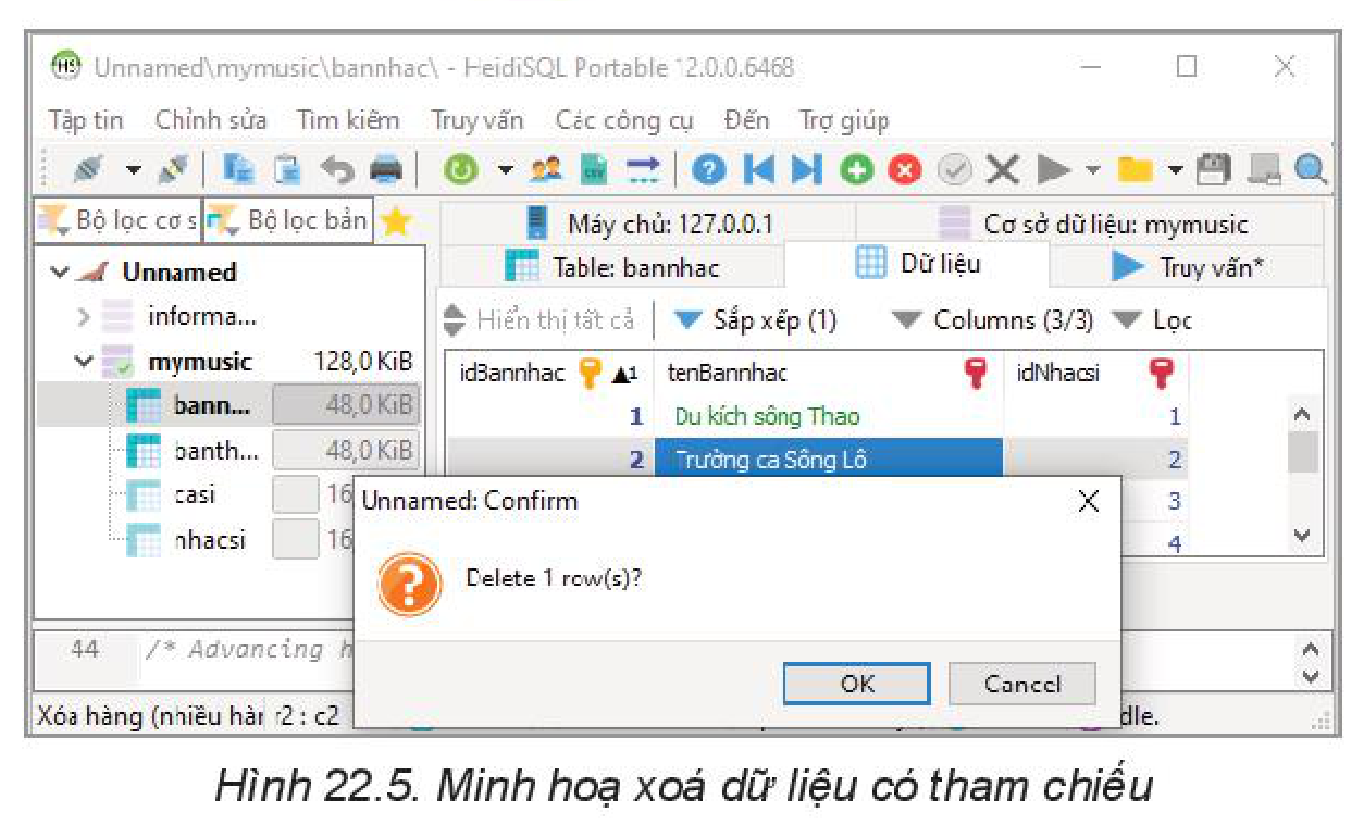 Unnamed\mymusic\bannhac\ - HeidiSQL Portable 12.0.0.6468
Tập tin Chỉnh sửa Tìm kiếm Truy vấn Các công cụ Đến Trợ giúp
Bộ lọc cơ s Bộ lọc bản
Máy chủ: 127.0.0.1 Cơ sở dữ liệu: mymusic
Table: bannhac Dữ liệu Truy vấn*
Unnamed
informa...
mymusic 128,0 KiB
bann... 48,0 KiB
banth... 48,0 KiB
casi 16
nhacsi 16
Hiển thị tất cả Sắp xếp (1) Columns (3/3) Lọc
idBannhac 1 tenBannhac idNhacsi
1 Du kích sông Thao 1
2 Trường ca Sông Lô 2
3
4
Unnamed: Confirm
Delete 1 row(s)?
OK Cancel
44 /* Advancing h
Xóa hàng (nhiều hàn r2 : c2 dle.
Hình 22.5. Minh hoạ xoá dữ liệu có tham chiếu